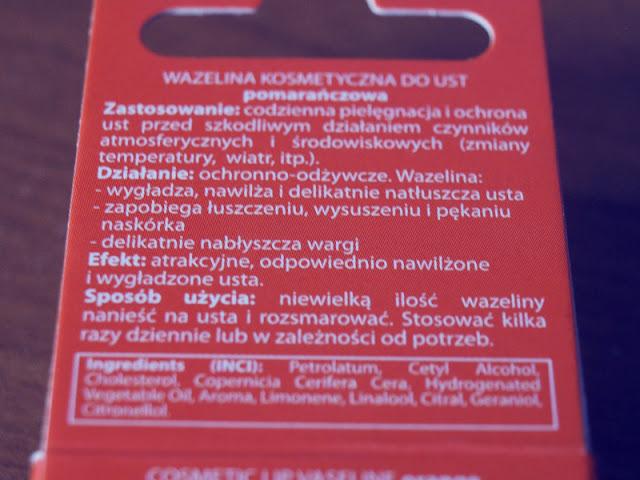 WAZELINA KOSMETYCZNA DO UST
pomarańczowa
Zastosowanie: codzienna pielęgnacja i ochrona
ust przed szkodliwym działaniem czynników
atmosferycznych i środowiskowych (zmiany
temperatury, wiatr, itp.).
Działanie: ochronno-odżywcze. Wazelina:
- wygładza, nawilża i delikatnie natłuszcza usta
- zapobiega łuszczeniu, wysuszeniu i pękaniu
naskórka
- delikatnie nabłyszcza wargi
Efekt: atrakcyjne, odpowiednio nawilżone
i wygładzone usta.
Sposób użycia: niewielką ilość wazeliny
nanieść na usta i rozsmarować. Stosować kilka
razy dziennie lub w zależności od potrzeb.
Ingredients (INCI): Petrolatum, Cetyl Alcohol,
Cholesterol, Copernicia Cerifera Cera, Hydrogenated
Vegetable Oil, Aroma, Limonene, Linalool, Citral, Geraniol,
Citronellol.
COSMETIC LIP VASELINE orange